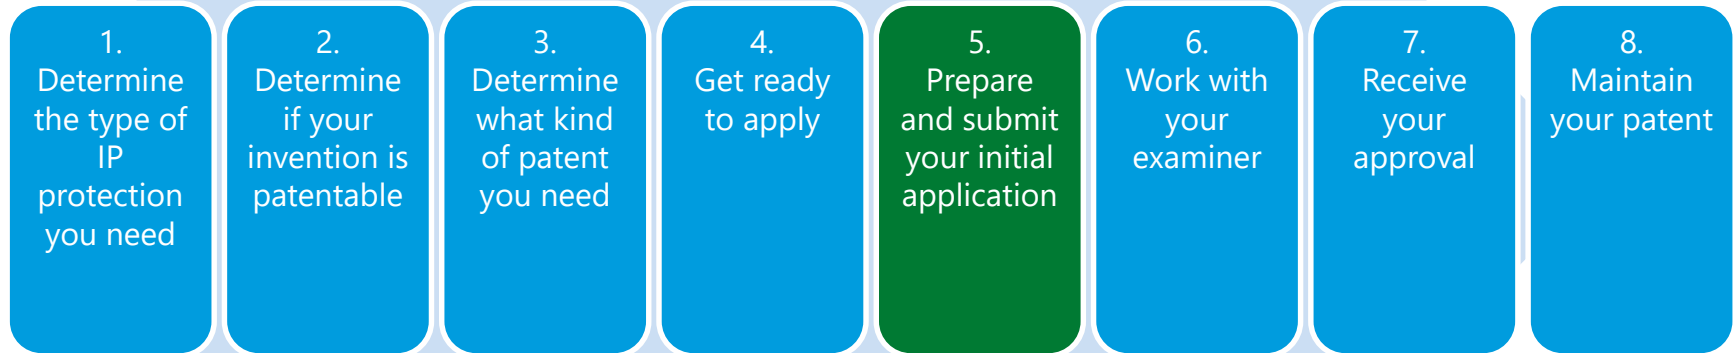 1.
Determine
the type of
IP
protection
you need
2.
Determine
if your
invention is
patentable
3.
Determine
what kind
of patent
you need
4.
Get ready
to apply
5.
Prepare
and submit
your initial
application
6.
Work with
your
examiner
7.
Receive
your
approval
8.
Maintain
your patent